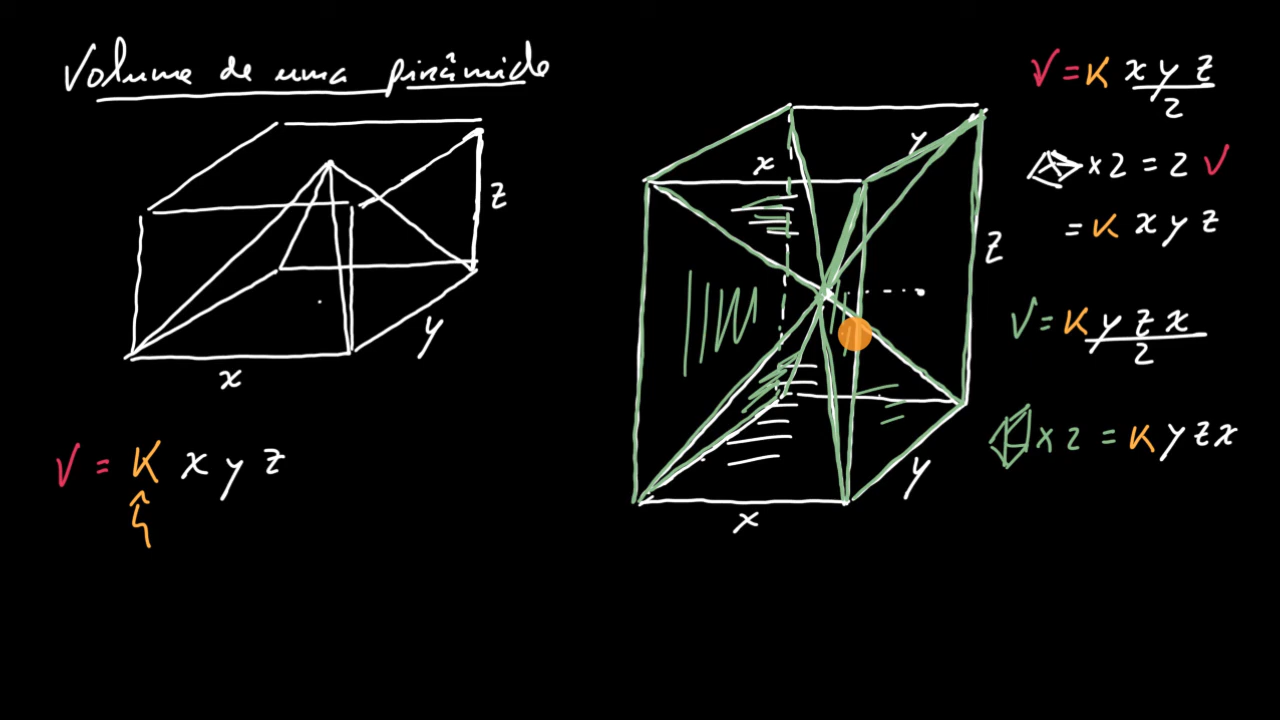 Volume de uma pirâmide
z
y
x
V = K x y z
x
y
z
y
x
V = K x y z / 2
x 2 = 2 V
= K x y z
V = K y z x / 2
x 2 = K y z x